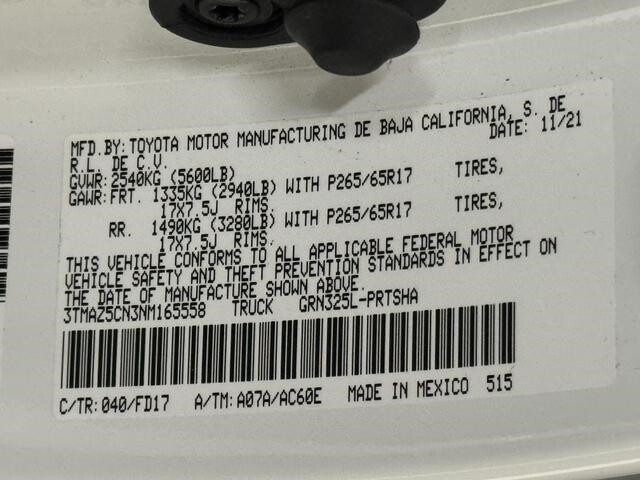 MFD.BY:TOYOTA MOTOR MANUFACTURING DE BAJA CALIFORNIA, S. DE
R.L. DE C.V. DATE: 11/21
GVWR:2540KG (5600LB)
GAWR:FRT. 1335KG (2940LB) WITH P265/65R17 TIRES,
17X7.5J RIMS.
RR. 1490KG (3280LB) WITH P265/65R17 TIRES,
17X7.5J RIMS.
THIS VEHICLE CONFORMS TO ALL APPLICABLE FEDERAL MOTOR
VEHICLE SAFETY AND THEFT PREVENTION STANDARDS IN EFFECT ON
THE DATE OF MANUFACTURE SHOWN ABOVE.
3TMAZ5CN3NM165558 TRUCK GRN325L-PRTSHA
C/TR:040/FD17 A/TM:A07A/AC60E MADE IN MEXICO 515